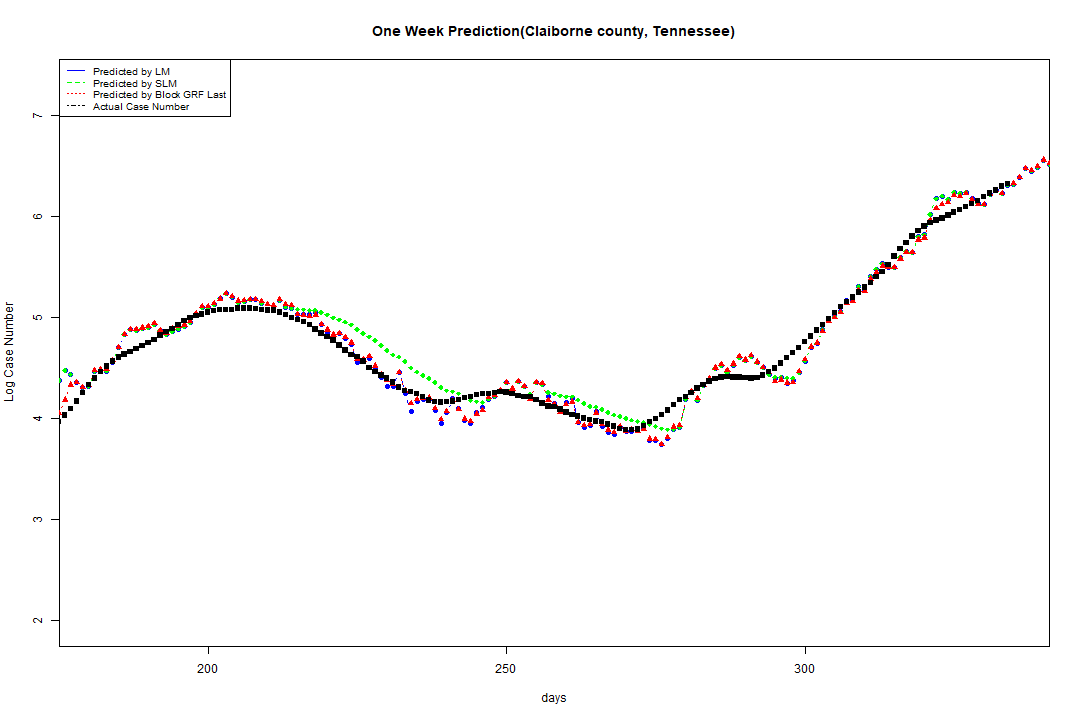 One Week Prediction(Claiborne county, Tennessee)
Predicted by LM
Predicted by SLM
Predicted by Block GRF Last
Actual Case Number
7
6
5
4
3
2
Log Case Number
200
250
300
days